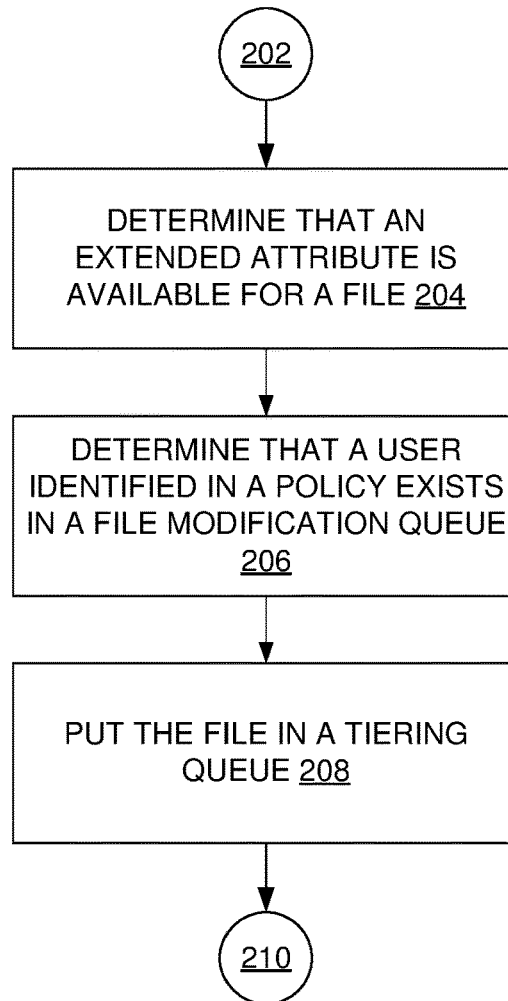 202
DETERMINE THAT AN
EXTENDED ATTRIBUTE IS
AVAILABLE FOR A FILE 204
DETERMINE THAT A USER
IDENTIFIED IN A POLICY EXISTS
IN A FILE MODIFICATION QUEUE
206
PUT THE FILE IN A TIERING
QUEUE 208
210